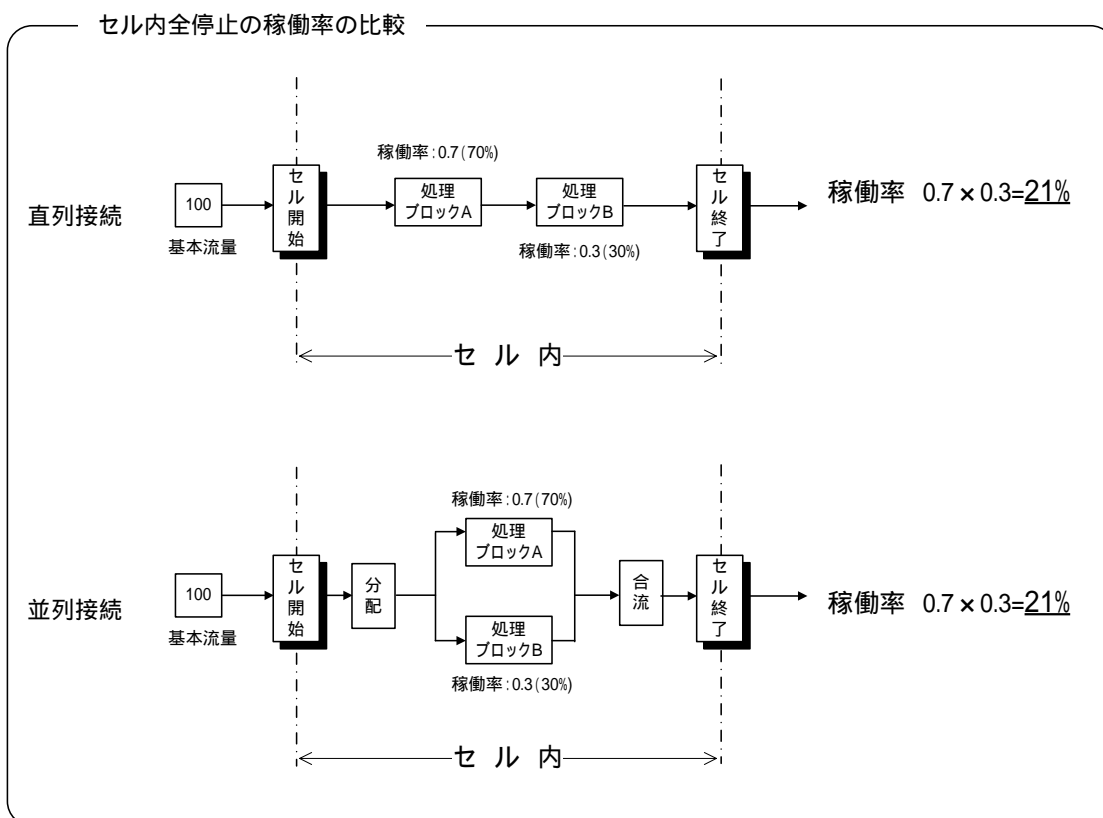 セル内全停止の稼働率の比較
直列接続
100
基本流量
セル開始
稼働率：0.7(70%)
処理
ブロックA
処理
ブロックB
稼働率：0.3(30%)
セル終了
稼働率 0.7×0.3=21%
セ ル 内
並列接続
100
基本流量
セル開始
分配
稼働率：0.7(70%)
処理
ブロックA
処理
ブロックB
稼働率：0.3(30%)
合流
セル終了
稼働率 0.7×0.3=21%
セ ル 内